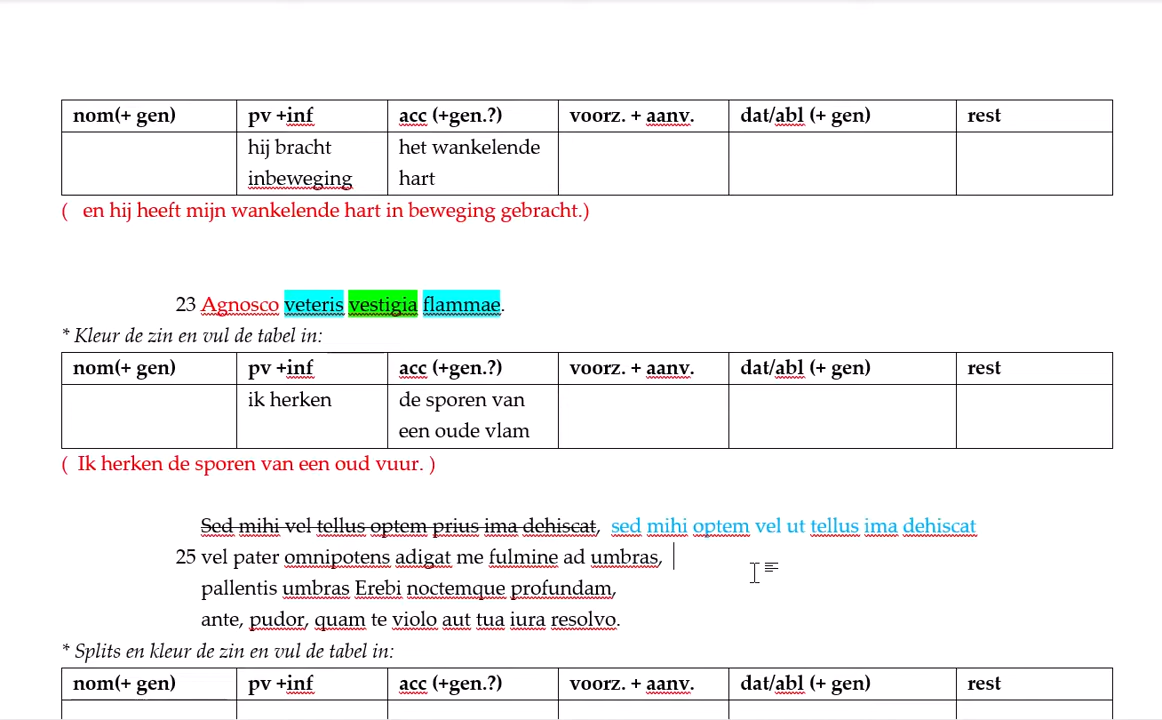 nom(+ gen) pv +inf acc (+gen.?) voorz. + aanv. dat/abl (+ gen) rest
hij bracht het wankelende
inbeweging hart
( en hij heeft mijn wankelende hart in beweging gebracht.)
23 Agnosco veteris vestigia flammae.
* Kleur de zin en vul de tabel in:
nom(+ gen) pv +inf acc (+gen.?) voorz. + aanv. dat/abl (+ gen) rest
ik herken de sporen van
een oude vlam
( Ik herken de sporen van een oud vuur. )
Sed mihi vel tellus optem prius ima dehiscat, sed mihi optem vel ut tellus ima dehiscat
25 vel pater omnipotens adigat me fulmine ad umbras,
pallentis umbras Erebi noctemque profundam,
ante, pudor, quam te violo aut tua iura resolvo.
* Splits en kleur de zin en vul de tabel in:
nom(+ gen) pv +inf acc (+gen.?) voorz. + aanv. dat/abl (+ gen) rest